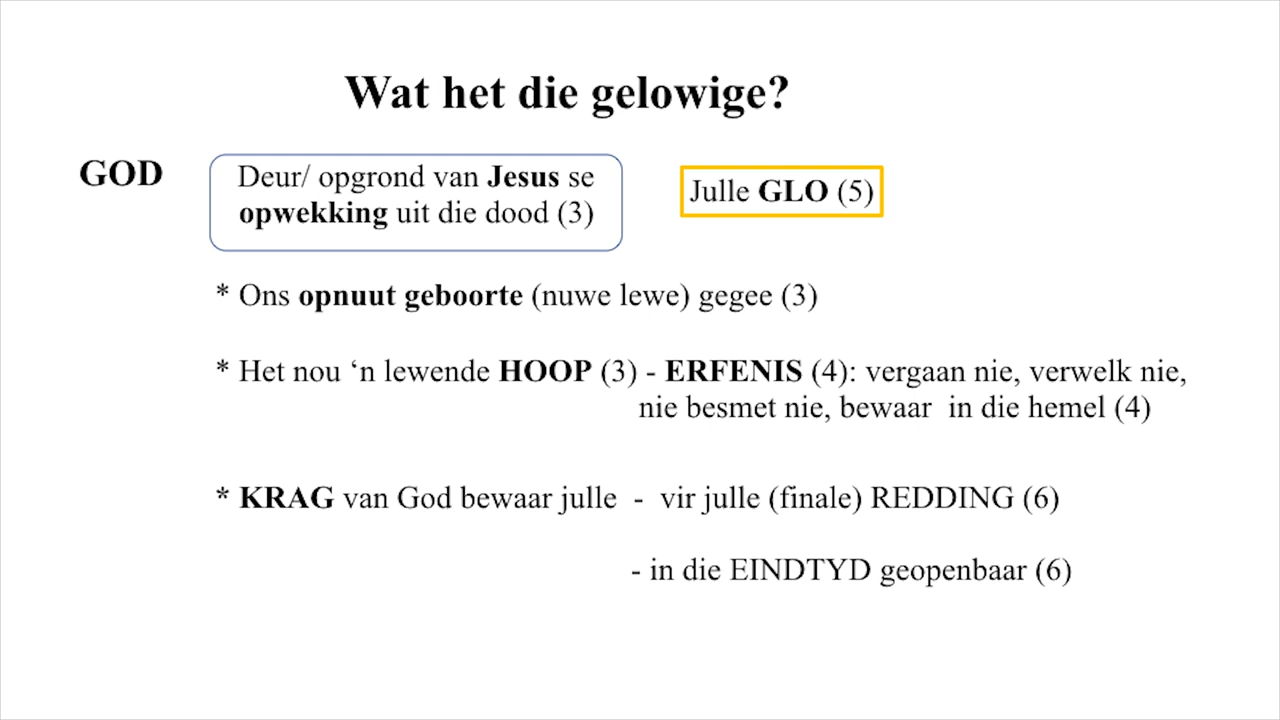 Wat het die gelowige?
GOD
Deur/ opgrond van Jesus se
opwekking uit die dood (3)
Julle GLO (5)
* Ons opnuut geboorte (nuwe lewe) gegee (3)
* Het nou ‘n lewende HOOP (3) - ERFENIS (4): vergaan nie, verwelk nie,
nie besmet nie, bewaar in die hemel (4)
* KRAG van God bewaar julle - vir julle (finale) REDDING (6)
- in die EINDTYD geopenbaar (6)